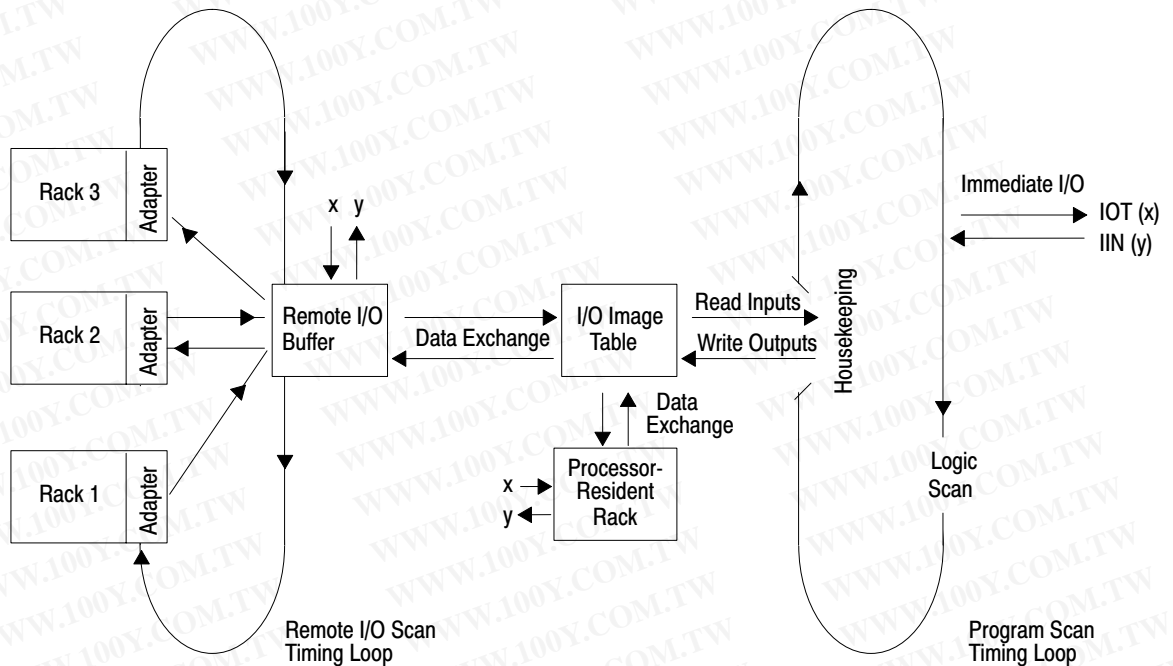 Rack 3
Adapter
Rack 2
Adapter
Rack 1
Adapter
x y
Remote I/O
Buffer
Data Exchange
I/O Image
Table
Read Inputs
Write Outputs
Housekeeping
Data
Exchange
Processor-
Resident
Rack
x
y
Immediate I/O
IOT (x)
IIN (y)
Logic
Scan
Remote I/O Scan
Timing Loop
Program Scan
Timing Loop
WWW.100Y.COM.TW